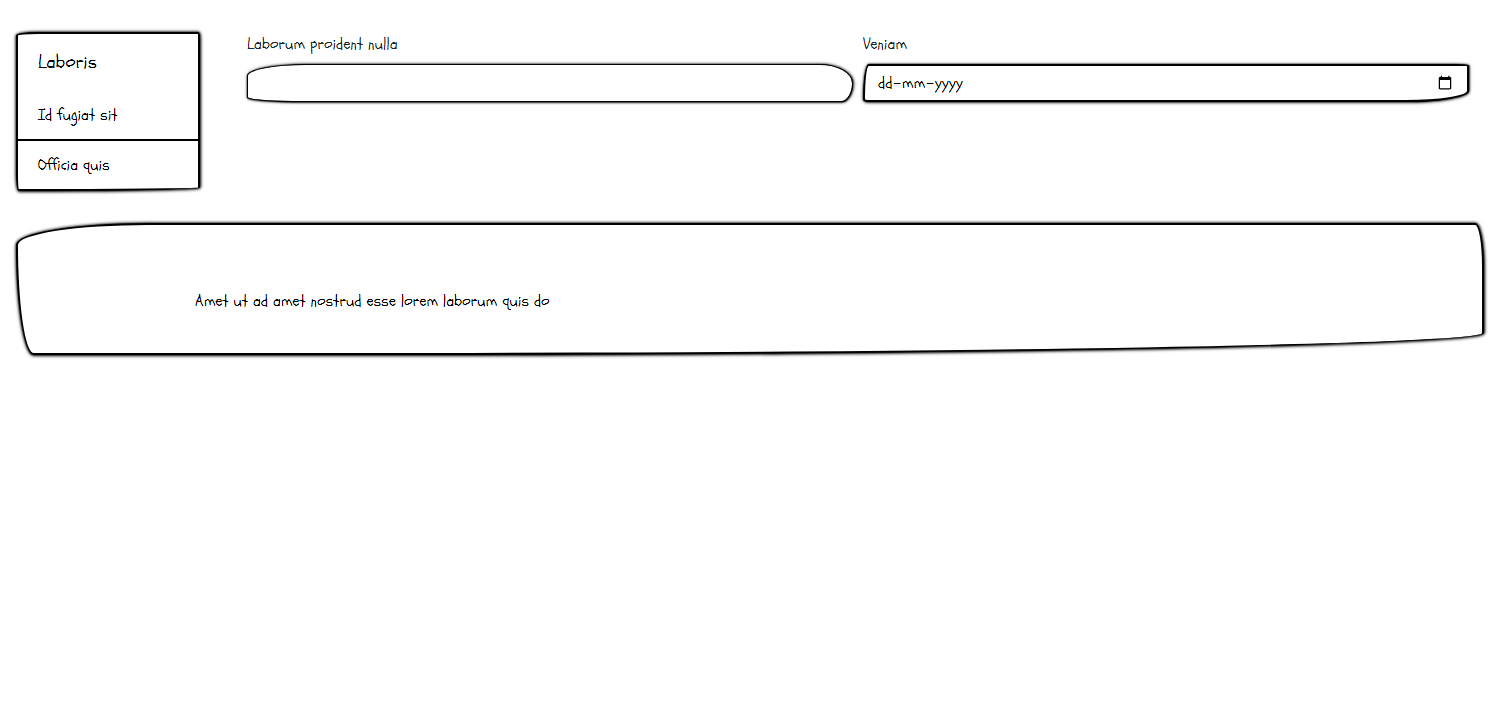 Laboris
Id fugiat sit
Officia quis
Laborum proident nulla
Veniam
dd-mm-yyyy
Amet ut ad amet nostrud esse lorem laborum quis do